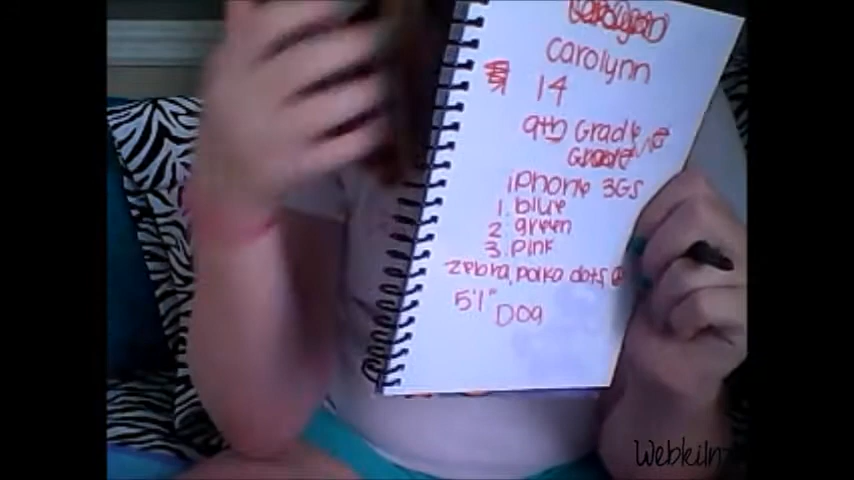 Carolynn
14
9th Grade
iPhone 3GS
1. blue
2. green
3. pink
zebra, polka dots
5'1"
DOg